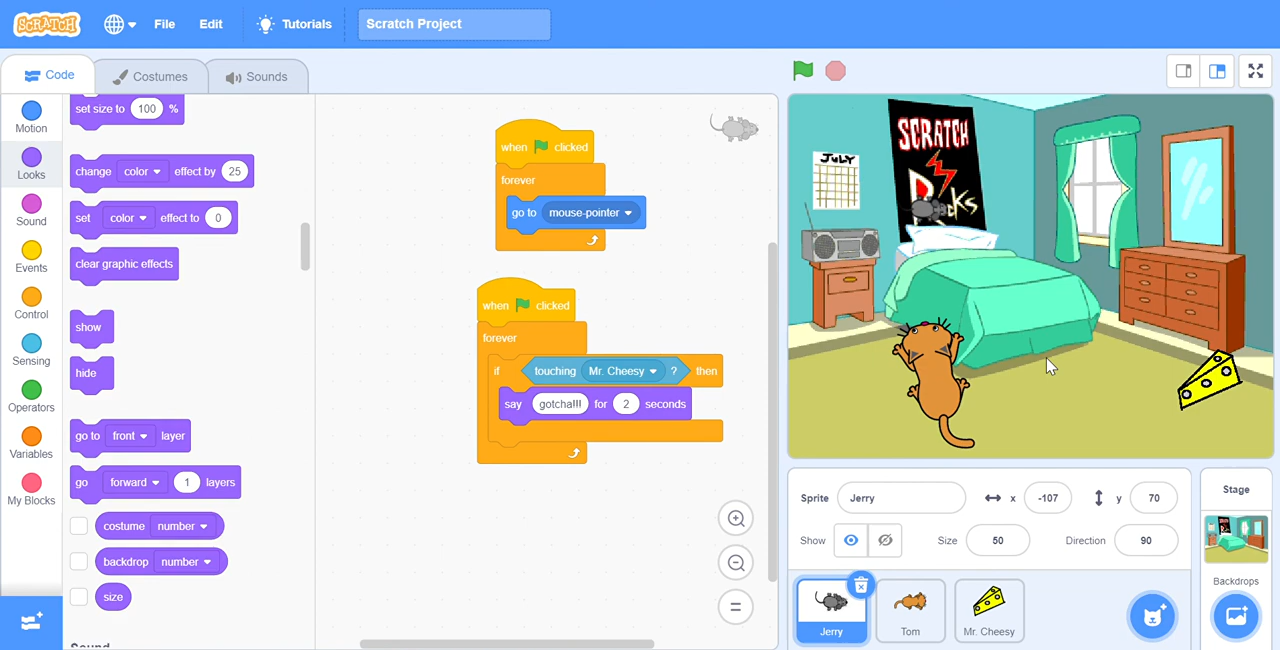 SCRATCH
File
Edit
Tutorials
Scratch Project
Code
Costumes
Sounds
Motion
Looks
Sound
Events
Control
Sensing
Operators
Variables
My Blocks
set size to 100 %
change color effect by 25
set color effect to 0
clear graphic effects
show
hide
go to front layer
go forward 1 layers
costume number
backdrop number
size
Sound
when clicked
forever
go to mouse-pointer
when clicked
forever
if touching Mr. Cheesy ? then
say gotcha!!! for 2 seconds
JULY
SCRATCH
Sprite Jerry x -107 y 70
Show Size 50 Direction 90
Jerry
Tom
Mr. Cheesy
Stage
Backdrops